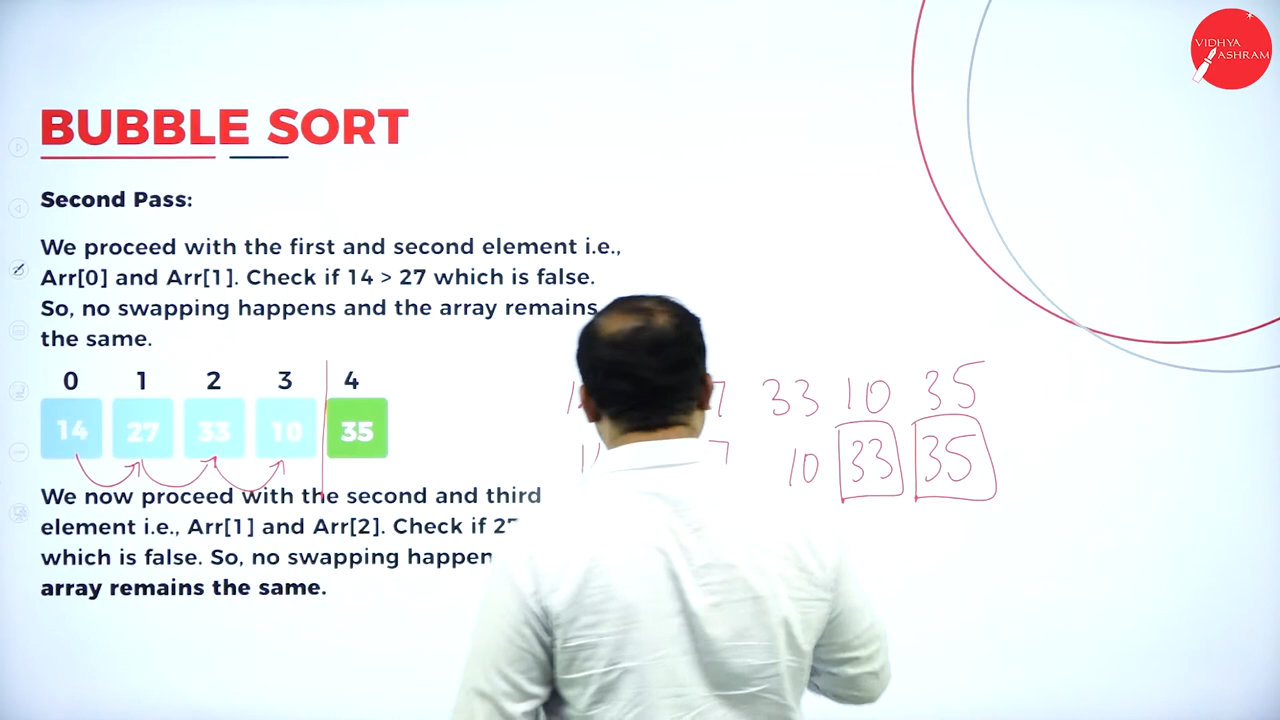 VIDHYA
ASHRAM
BUBBLE SORT
Second Pass:
We proceed with the first and second element i.e.,
Arr[0] and Arr[1]. Check if 14 > 27 which is false.
So, no swapping happens and the array remains
the same.
0 1 2 3 4
14 27 33 10 35
33 10 35
10 33 35
We now proceed with the second and third
element i.e., Arr[1] and Arr[2]. Check if
which is false. So, no swapping
array remains the same.